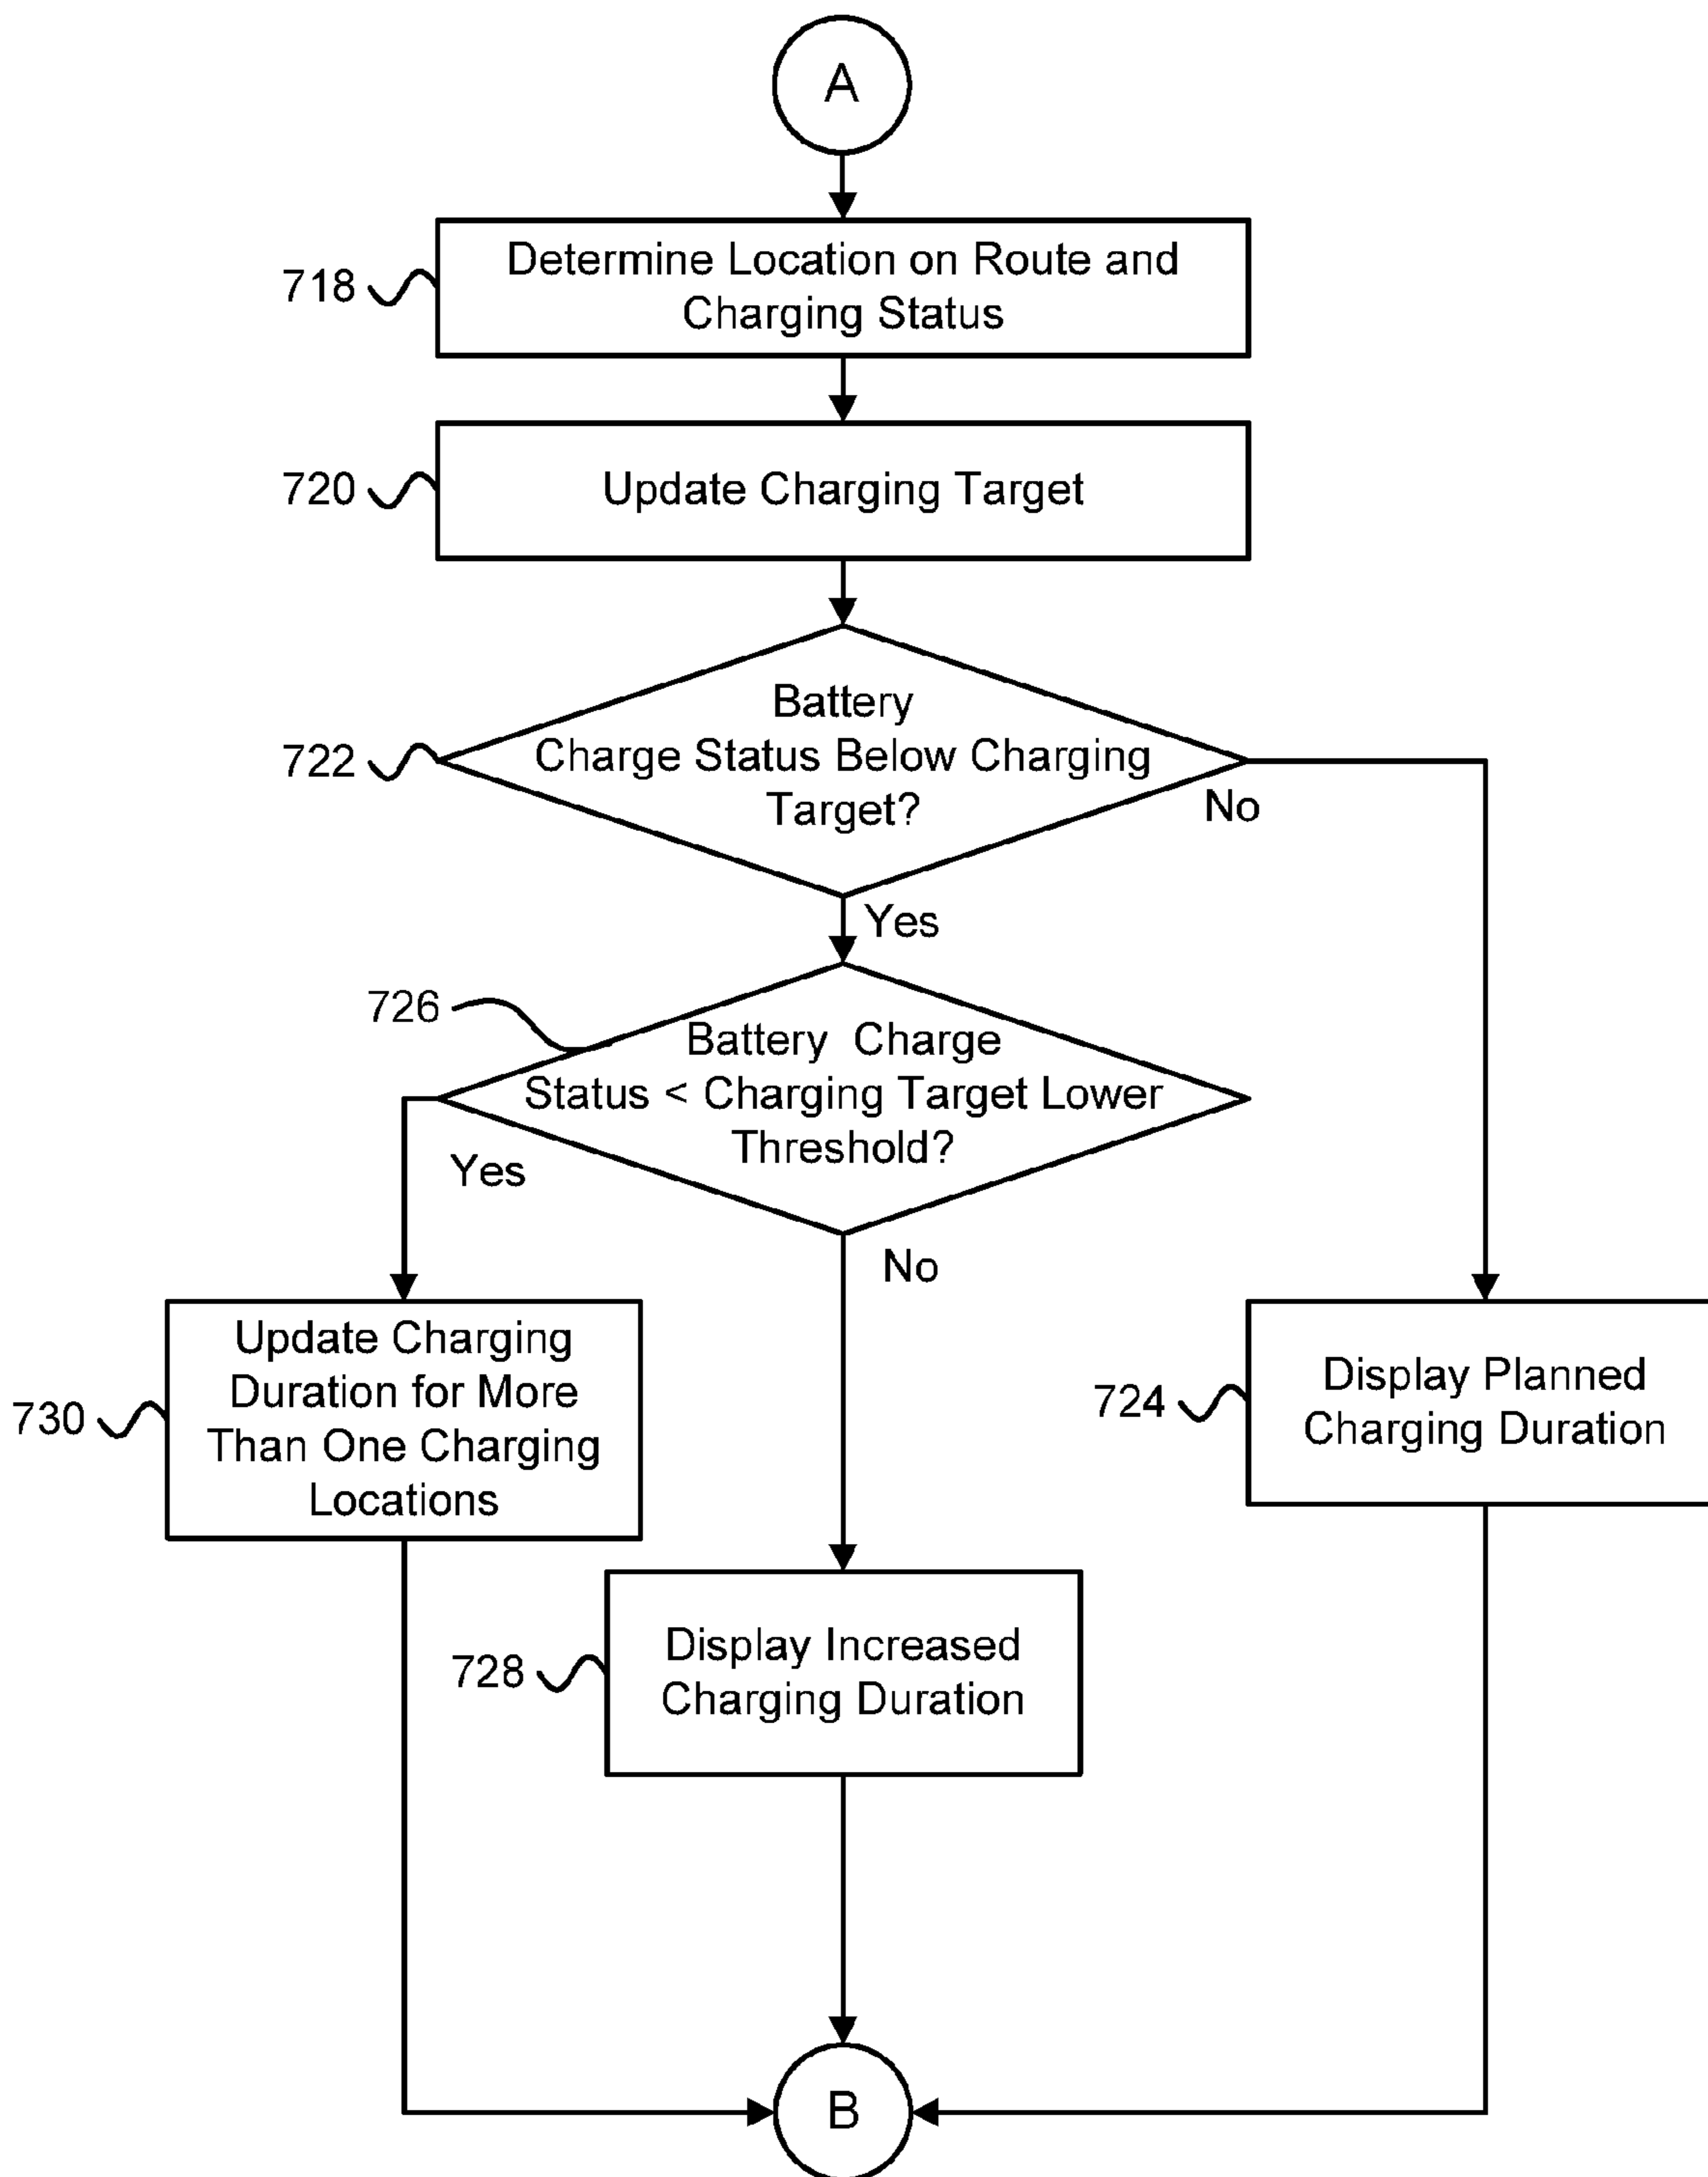 A
718
Determine Location on Route and
Charging Status
720
Update Charging Target
722
Battery
Charge Status Below Charging
Target?
No
Yes
726
Battery Charge
Status < Charging Target Lower
Threshold?
Yes
No
730
Update Charging
Duration for More
Than One Charging
Locations
724
Display Planned
Charging Duration
728
Display Increased
Charging Duration
B